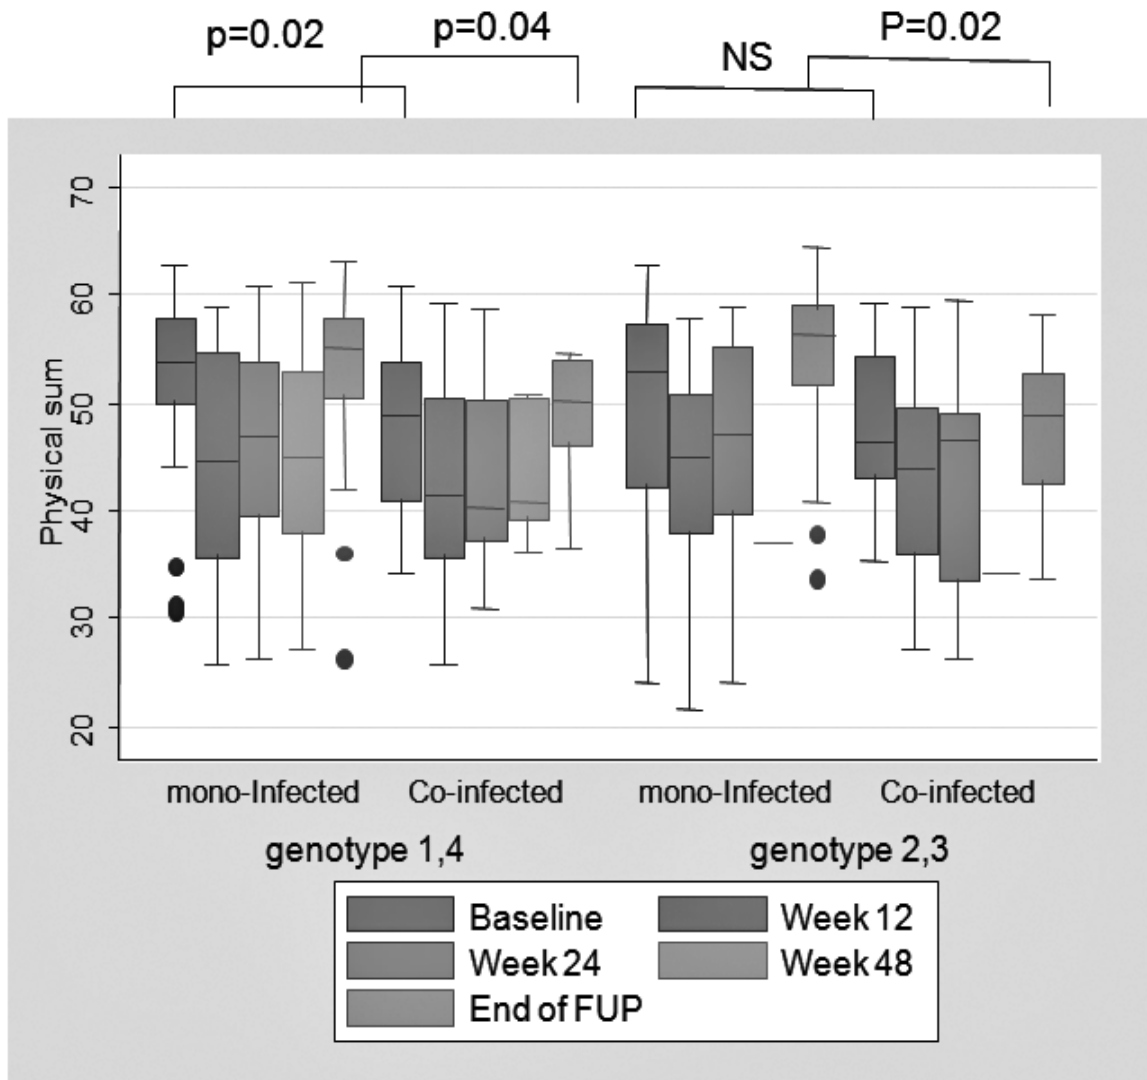 p=0.02
p=0.04
NS
P=0.02
Physical sum
70
60
50
40
30
20
mono-Infected Co-infected mono-Infected Co-infected
genotype 1,4 genotype 2,3
Baseline Week 12
Week 24 Week 48
End of FUP